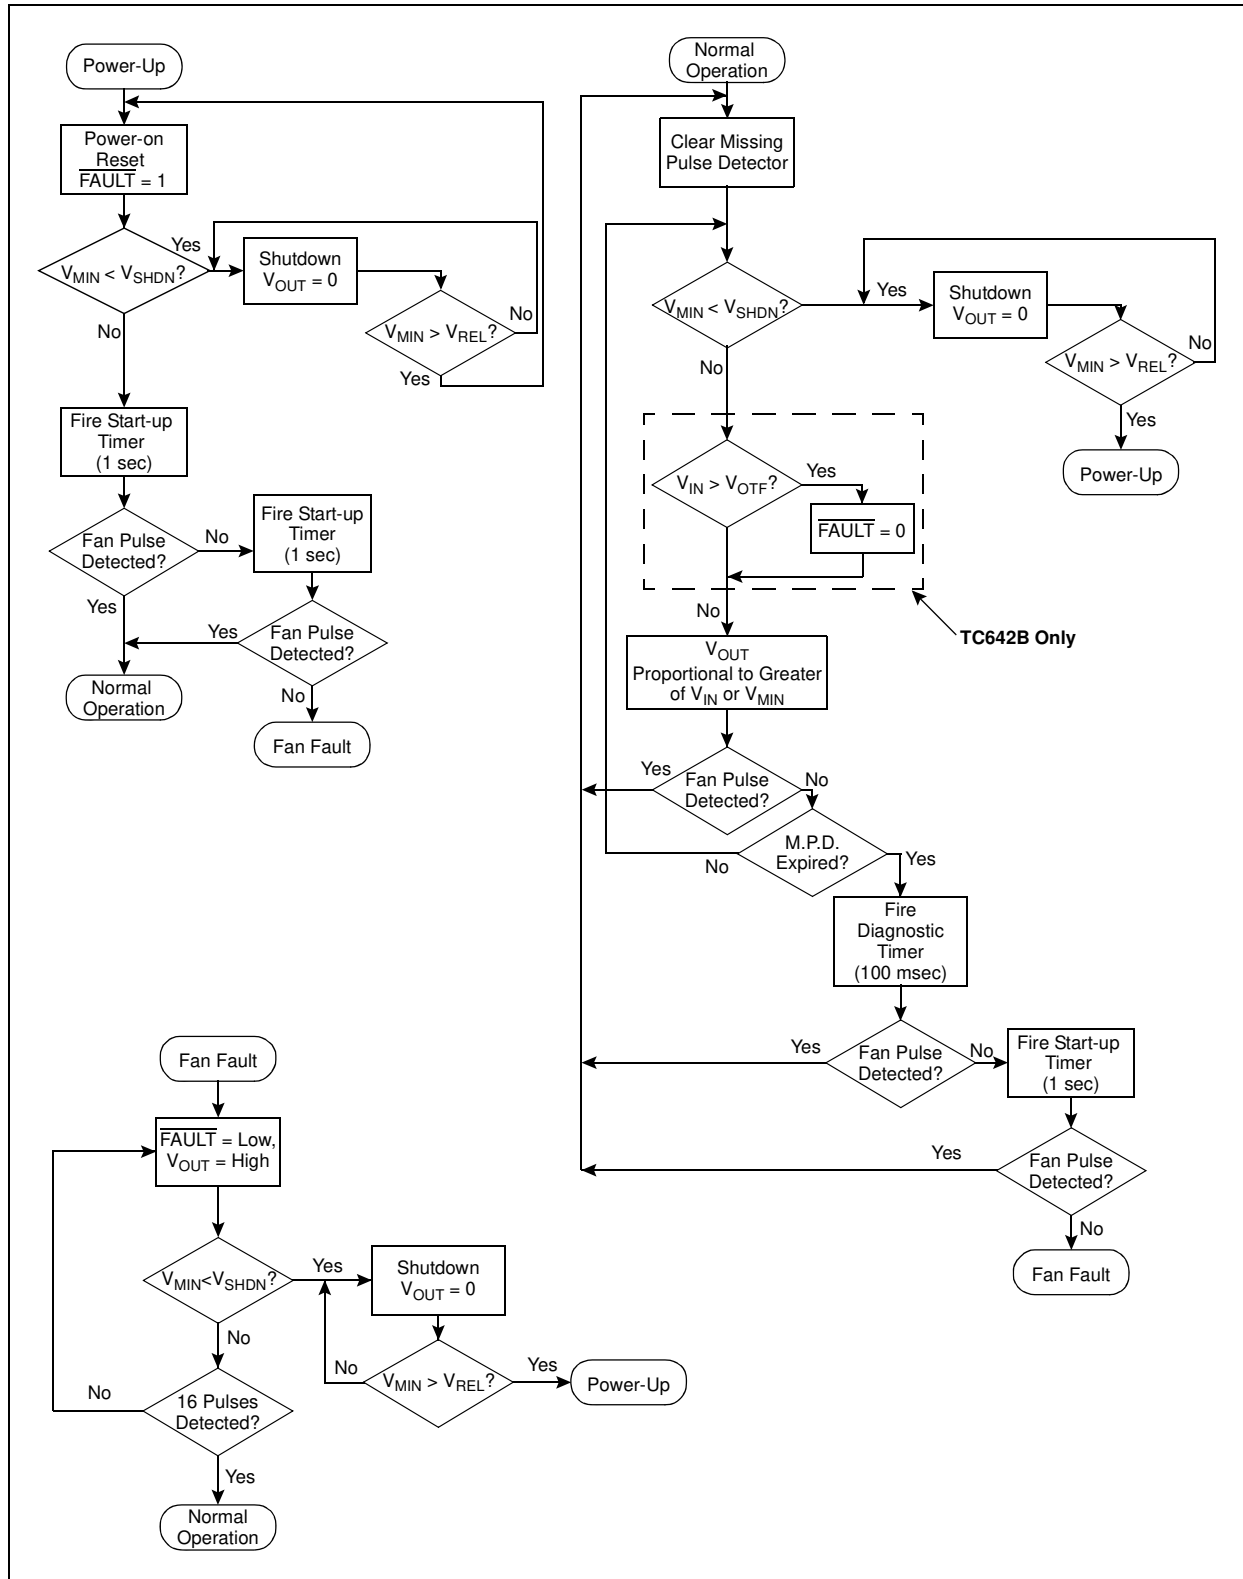 Power-Up
Power-on
Reset
FAULT = 1
VMIN < VSHDN?
Yes
No
Shutdown
VOUT = 0
VMIN > VREL?
No
Yes
Fire Start-up
Timer
(1 sec)
Fan Pulse
Detected?
No
Yes
Fire Start-up
Timer
(1 sec)
Fan Pulse
Detected?
Yes
No
Normal
Operation
Fan Fault
Normal
Operation
Clear Missing
Pulse Detector
VMIN < VSHDN?
Yes
No
Shutdown
VOUT = 0
VMIN > VREL?
No
Yes
Power-Up
VIN > VOTF?
Yes
FAULT = 0
No
TC642B Only
VOUT
Proportional to Greater
of VIN or VMIN
Fan Pulse
Detected?
Yes
No
M.P.D.
Expired?
No
Yes
Fire
Diagnostic
Timer
(100 msec)
Fan Pulse
Detected?
Yes
No
Fire Start-up
Timer
(1 sec)
Fan Pulse
Detected?
Yes
No
Fan Fault
Fan Fault
FAULT = Low,
VOUT = High
VMIN<VSHDN?
Yes
No
Shutdown
VOUT = 0
VMIN > VREL?
No
Yes
Power-Up
16 Pulses
Detected?
No
Yes
Normal
Operation